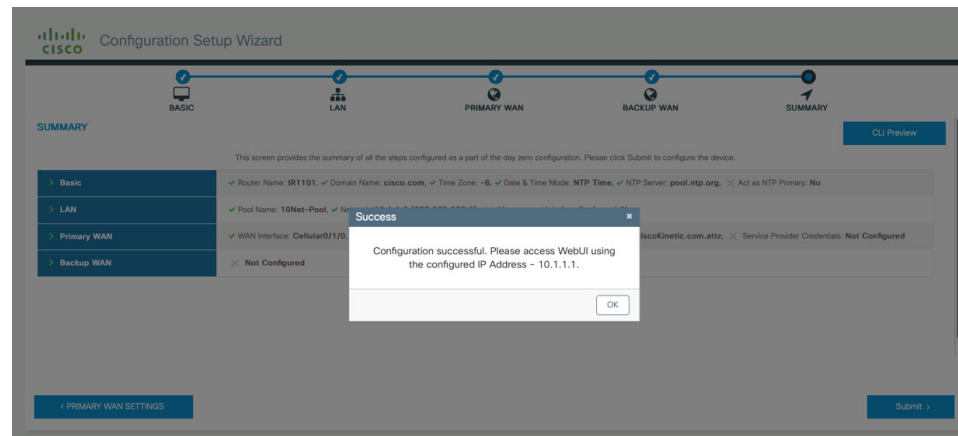 CISCO Configuration Setup Wizard
BASIC LAN PRIMARY WAN BACKUP WAN SUMMARY
SUMMARY
CLI Preview
This screen provides the summary of all the steps configured as a part of the day zero configuration. Please click Submit to configure the device.
Basic Router Name: IR1101, Domain Name: cisco.com, Time Zone: -6, Date & Time Mode: NTP Time, NTP Server: pool.ntp.org, Act as NTP Primary: No
LAN Pool Name: 10Net-Pool,
Success
Primary WAN WAN Interface: Cellular0/1/0, iscoKinetic.com.attz, Service Provider Credentials: Not Configured
Configuration successful. Please access WebUI using
the configured IP Address - 10.1.1.1.
Backup WAN Not Configured
OK
< PRIMARY WAN SETTINGS Submit >